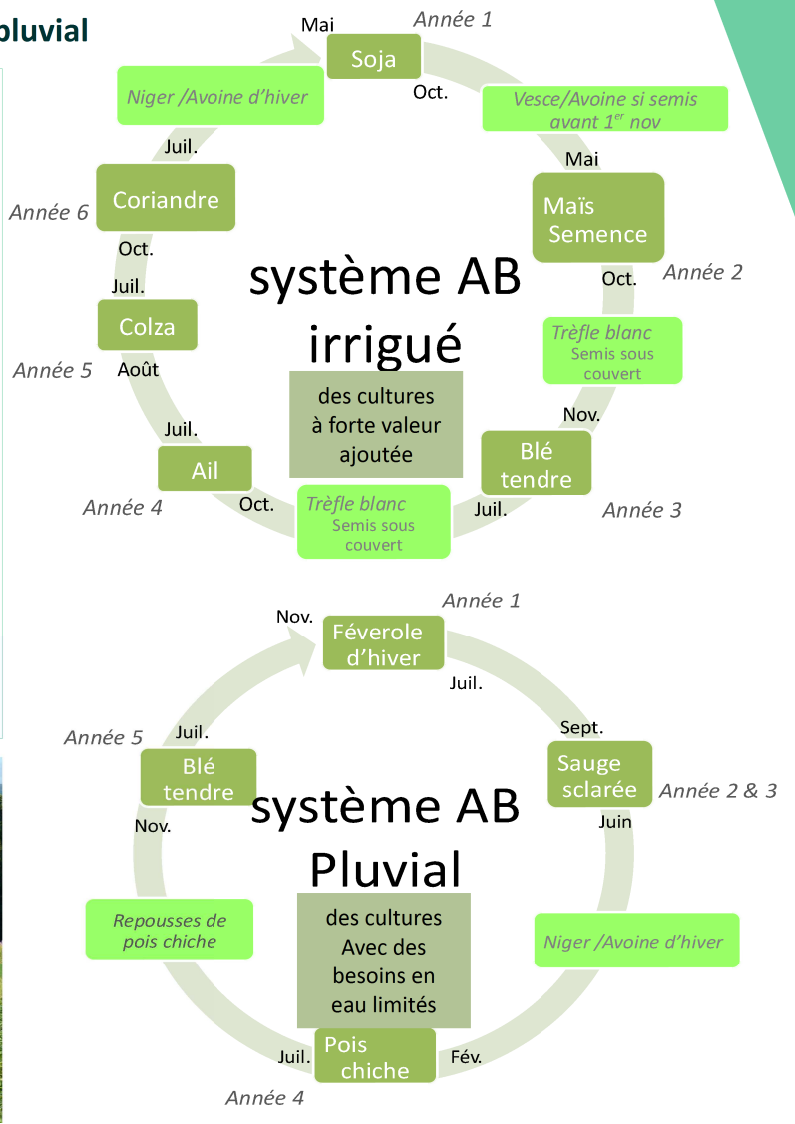 pluvial
Mai
Année 1
Soja
Oct.
Niger /Avoine d'hiver
Vesce/Avoine si semis
avant 1er nov
Juil.
Mai
Coriandre
Maïs
Semence
Année 6
Oct.
Année 2
Oct.
Juil.
système AB
irrigué
Colza
Trèfle blanc
Semis sous
couvert
Année 5
Août
des cultures
à forte valeur
ajoutée
Nov.
Juil.
Blé
tendre
Ail
Année 4
Oct.
Trèfle blanc
Semis sous
couvert
Juil.
Année 3
Nov.
Année 1
Féverole
d'hiver
Juil.
Sept.
Année 5
Juil.
Blé
tendre
Sauge
sclarée
Année 2 & 3
système AB
Pluvial
Nov.
Juin
Repousses de
pois chiche
des cultures
Avec des
besoins en
eau limités
Niger /Avoine d'hiver
Juil.
Pois
chiche
Fév.
Année 4